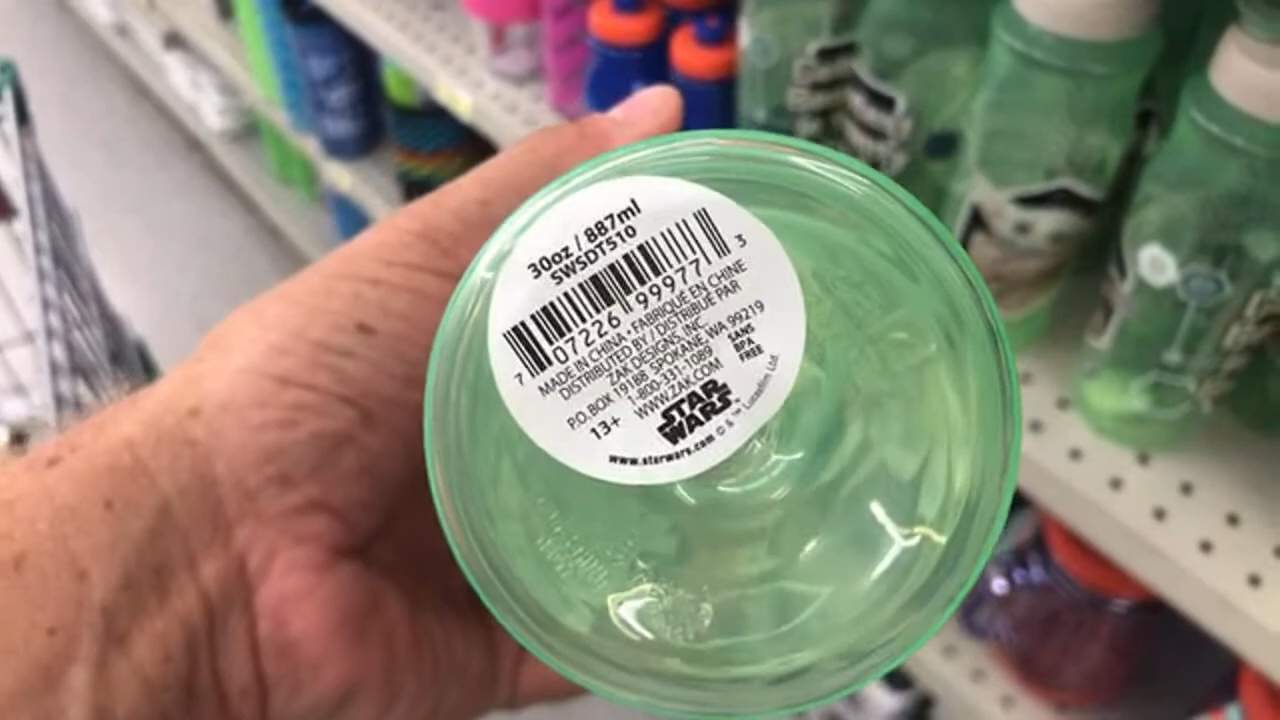 30oz / 887ml
SWSDT510
7 07226 99977 3
MADE IN CHINA • FABRIQUÉ EN CHINE
DISTRIBUTED BY / DISTRIBUÉ PAR
ZAK DESIGNS, INC.
P.O. BOX 19188 SPOKANE, WA 99219
1-800-331-1089
WWW.ZAK.COM
SANS
BPA
FREE
13+
STAR
WARS
www.starwars.com © & ™ Lucasfilm Ltd.